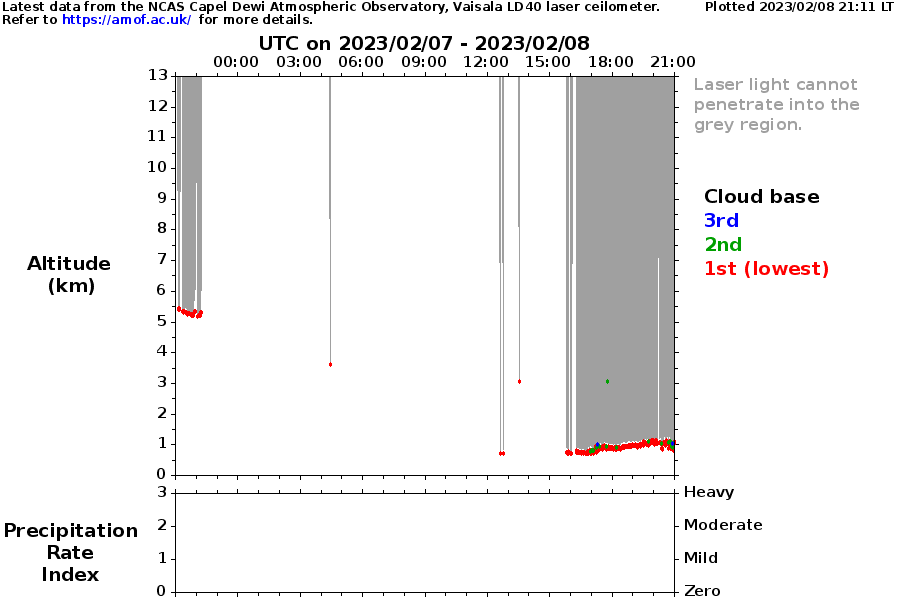 Latest data from the NCAS Capel Dewi Atmospheric Observatory, Vaisala LD40 laser ceilometer.
Plotted 2023/02/08 21:11 LT
Refer to https://amof.ac.uk/ for more details.
UTC on 2023/02/07 - 2023/02/08
00:00 03:00 06:00 09:00 12:00 15:00 18:00 21:00
13
12
11
10
9
8
7
6
5
4
3
2
1
0
Altitude
(km)
Laser light cannot
penetrate into the
grey region.
Cloud base
3rd
2nd
1st (lowest)
3
2
1
0
Precipitation
Rate
Index
Heavy
Moderate
Mild
Zero